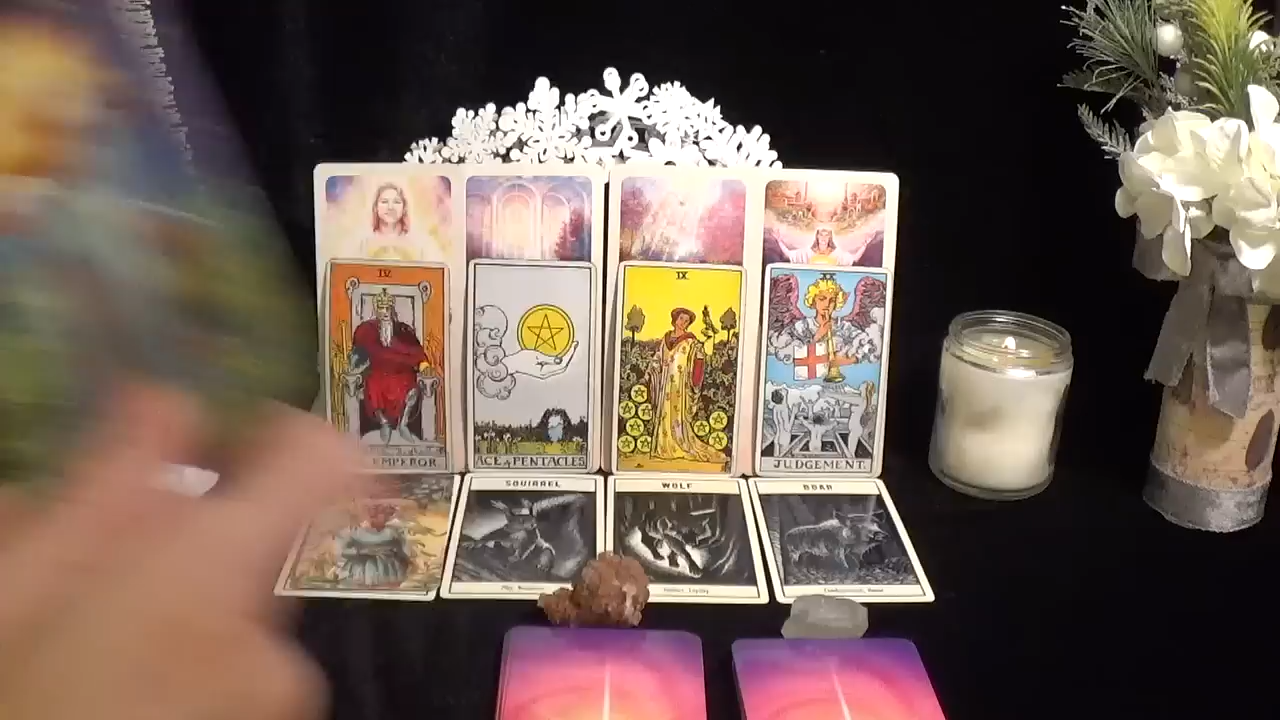 IV
IX
XX
EMPEROR
ACE of PENTACLES
JUDGEMENT.
SQUIRREL
WOLF
BOAR